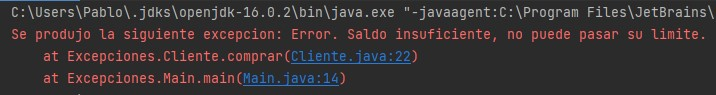 C:\Users\Pablo\.jdks\openjdk-16.0.2\bin\java.exe "-javaagent:C:\Program Files\JetBrains\
Se produjo la siguiente excepcion: Error. Saldo insuficiente, no puede pasar su limite.
at Excepciones.Cliente.comprar(Cliente.java:22)
at Excepciones.Main.main(Main.java:14)